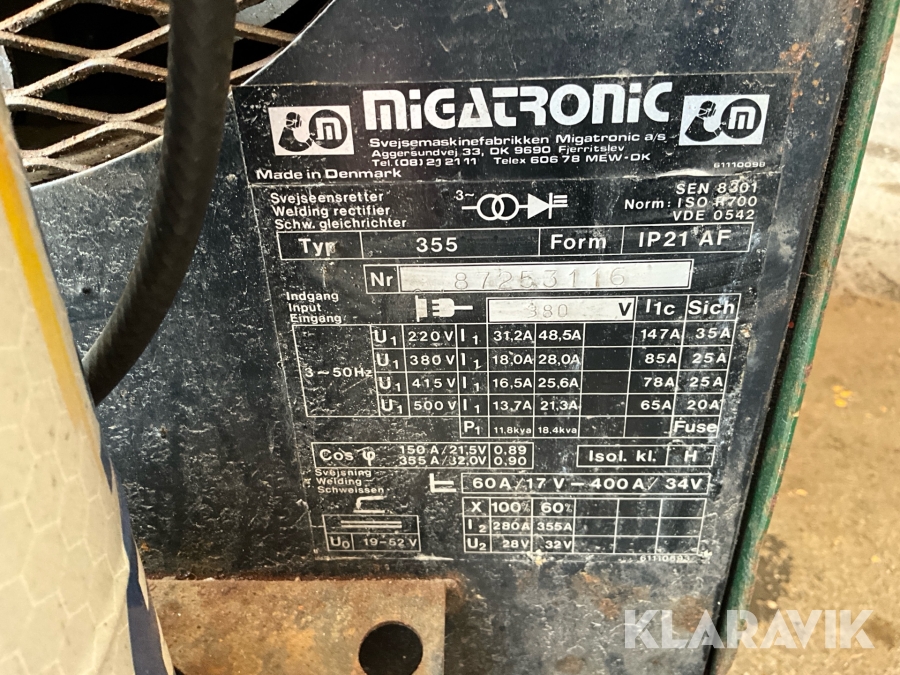 MIGATRONIC
Svejsemaskinefabrikken Migatronic a/s
Aggersundvej 33, DK 9690 Fjerritslev
Tel. (08) 21 21 11 Telex 606 78 MEW-DK
61110098
Made in Denmark
Svejseensretter
Welding rectifier
Schw. gleichrichter
3~
SEN 8301
Norm: ISO R700
VDE 0542
Typ 355 Form IP21 AF
Nr 87253116
Indgang
Input
Eingang
380 V I1c Sich
3~50Hz
U1 220V I1 31,2A 48,5A 147A 35A
U1 380V I1 18,0A 28,0A 85A 25A
U1 415V I1 16,5A 25,6A 78A 25A
U1 500V I1 13,7A 21,3A 65A 20A
P1 11,8kva 18,4kva Fuse
Cos φ 150A/21,5V 0,89
355A/32,0V 0,90
Isol. kl. H
Svejsning
Welding
Schweissen
60A/17V – 400A/34V
X 100% 60%
I2 280A 355A
U2 28V 32V
U0 19-52V
61110683
KLARAVIK